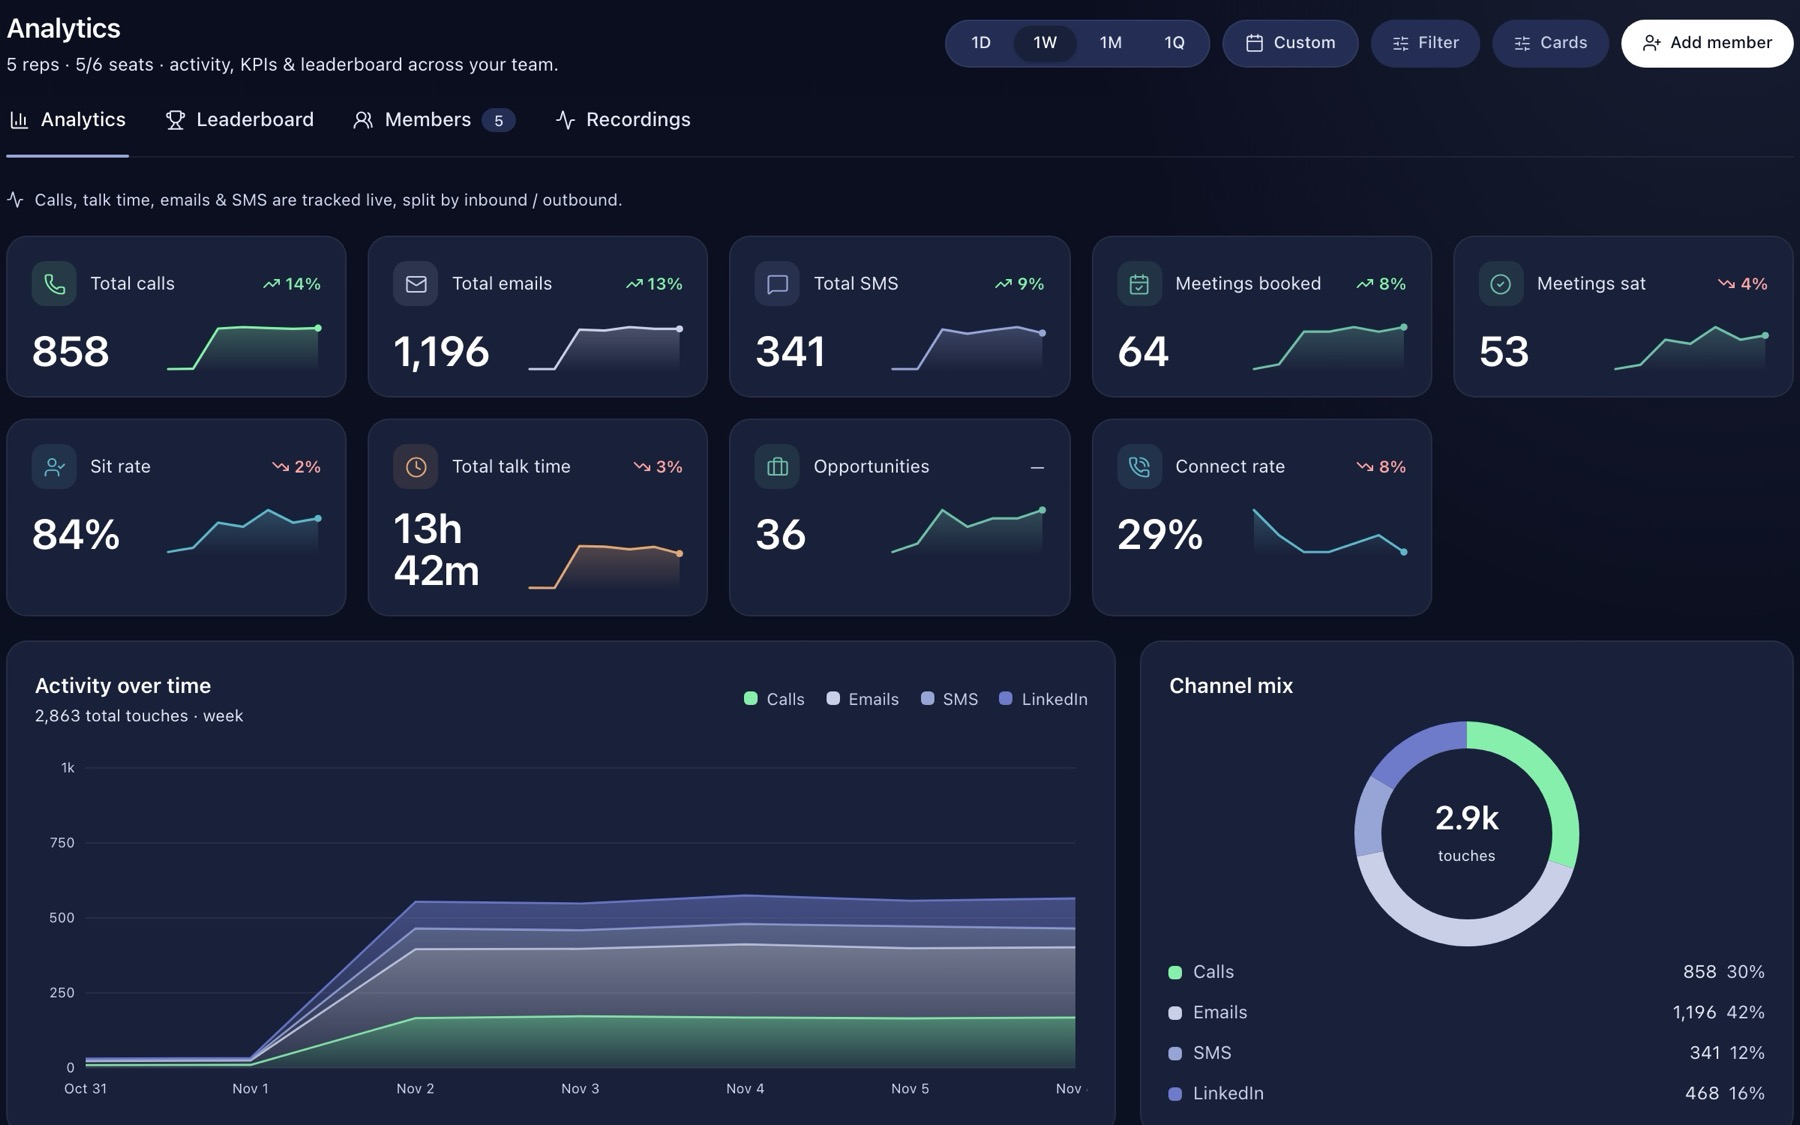 Analytics
5 reps · 5/6 seats · activity, KPIs & leaderboard across your team.
1D 1W 1M 1Q Custom Filter Cards Add member
Analytics Leaderboard Members 5 Recordings
Calls, talk time, emails & SMS are tracked live, split by inbound / outbound.
Total calls 14%
858
Total emails 13%
1,196
Total SMS 9%
341
Meetings booked 8%
64
Meetings sat 4%
53
Sit rate 2%
84%
Total talk time 3%
13h
42m
Opportunities —
36
Connect rate 8%
29%
Activity over time
2,863 total touches · week
Calls Emails SMS LinkedIn
1k
750
500
250
0
Oct 31 Nov 1 Nov 2 Nov 3 Nov 4 Nov 5 Nov
Channel mix
2.9k
touches
Calls 858 30%
Emails 1,196 42%
SMS 341 12%
LinkedIn 468 16%